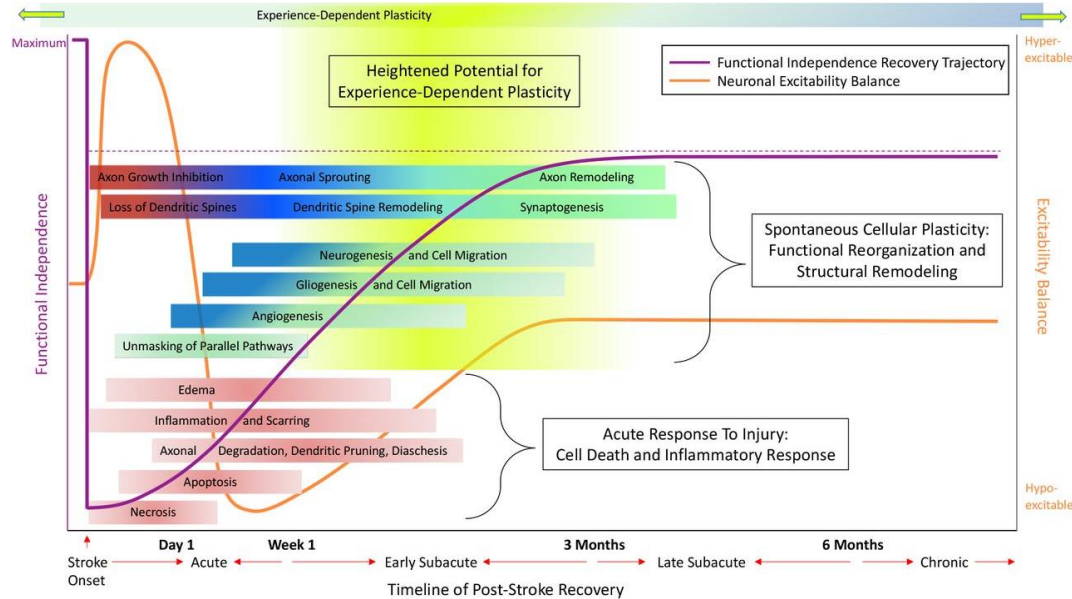 Experience-Dependent Plasticity
Maximum
Hyper-
excitable
Heightened Potential for
Experience-Dependent Plasticity
Functional Independence Recovery Trajectory
Neuronal Excitability Balance
Functional Independence
Excitability Balance
Axon Growth Inhibition Axonal Sprouting Axon Remodeling
Loss of Dendritic Spines Dendritic Spine Remodeling Synaptogenesis
Neurogenesis and Cell Migration
Gliogenesis and Cell Migration
Angiogenesis
Unmasking of Parallel Pathways
Spontaneous Cellular Plasticity:
Functional Reorganization and
Structural Remodeling
Edema
Inflammation and Scarring
Axonal Degradation, Dendritic Pruning, Diaschesis
Apoptosis
Necrosis
Acute Response To Injury:
Cell Death and Inflammatory Response
Hypo-
excitable
Day 1 Week 1 3 Months 6 Months
Stroke
Onset
Acute Early Subacute Late Subacute Chronic
Timeline of Post-Stroke Recovery